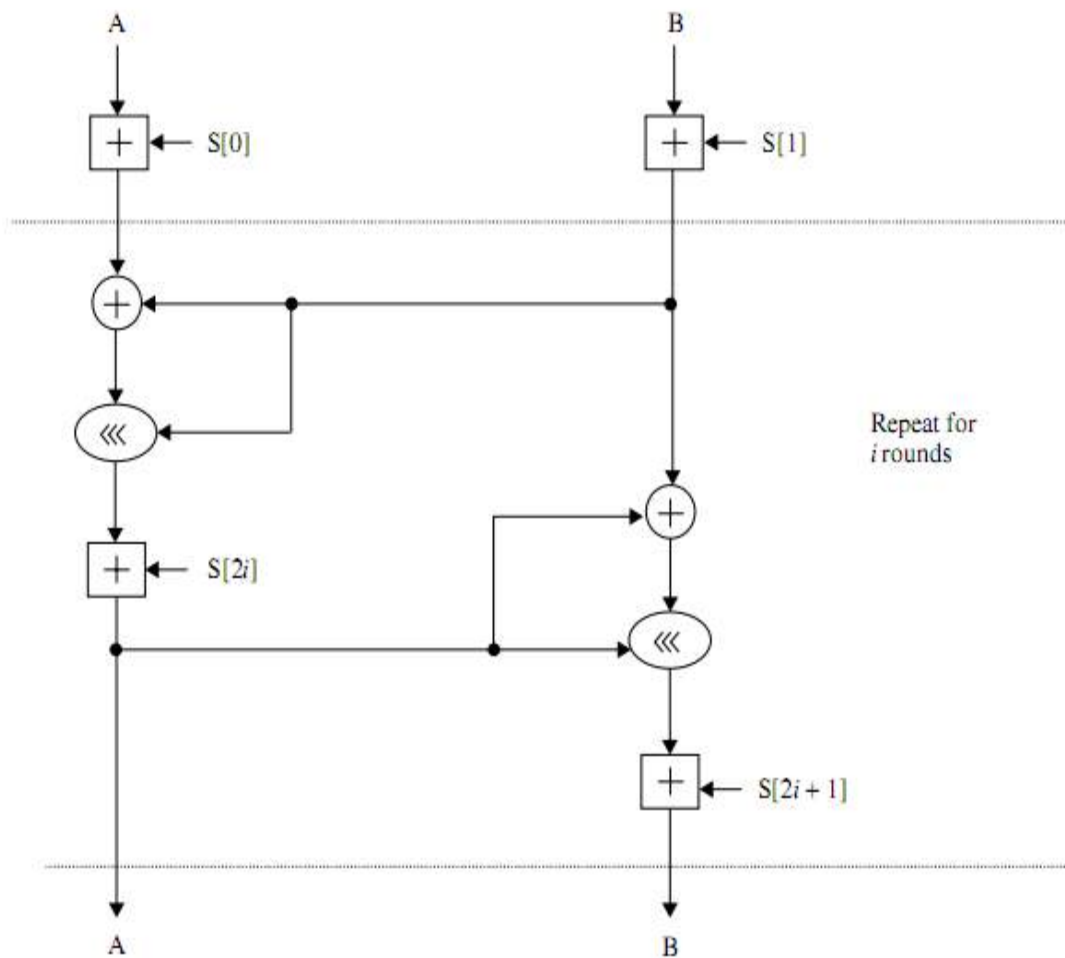 A
B
S[0]
S[1]
Repeat for
i rounds
S[2i]
S[2i + 1]
A
B